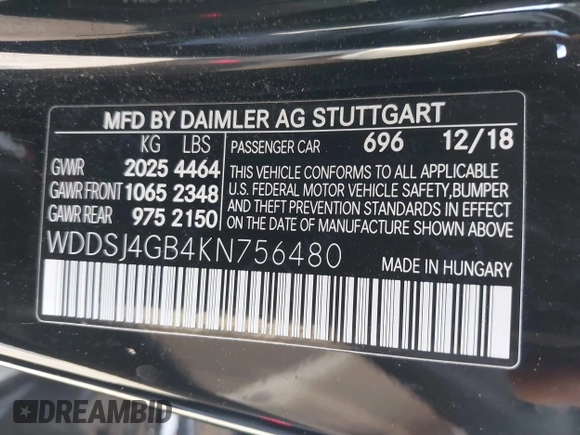 MFD BY DAIMLER AG STUTTGART
KG LBS PASSENGER CAR 696 12/18
GVWR 2025 4464
GAWR FRONT 1065 2348
GAWR REAR 975 2150
THIS VEHICLE CONFORMS TO ALL APPLICABLE
U.S. FEDERAL MOTOR VEHICLE SAFETY, BUMPER
AND THEFT PREVENTION STANDARDS IN EFFECT
ON THE DATE OF MANUFACTURE SHOWN ABOVE.
WDDSJ4GB4KN756480 MADE IN HUNGARY
DREAMBID